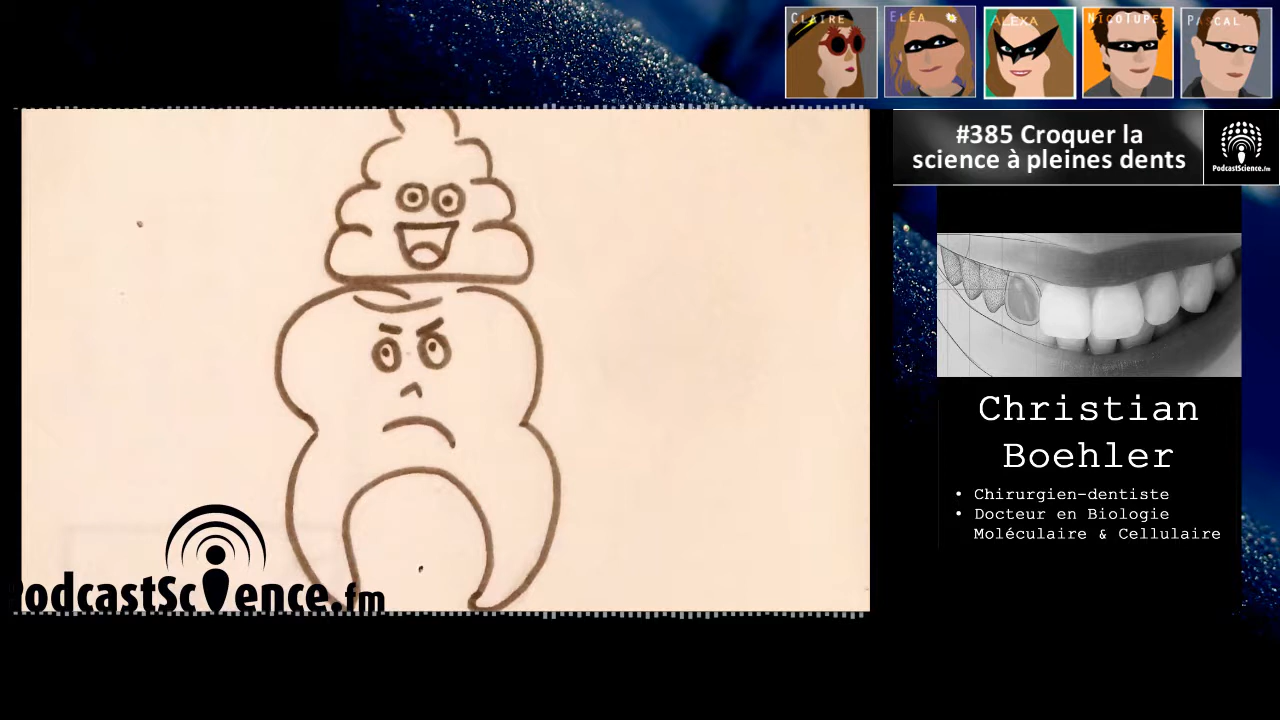 CLAIRE
ELÉA
ALEXA
NICOTUPE
PASCAL
#385 Croquer la
science à pleines dents
PodcastScience.fm
Christian
Boehler
• Chirurgien-dentiste
• Docteur en Biologie
Moléculaire & Cellulaire
PodcastScience.fm